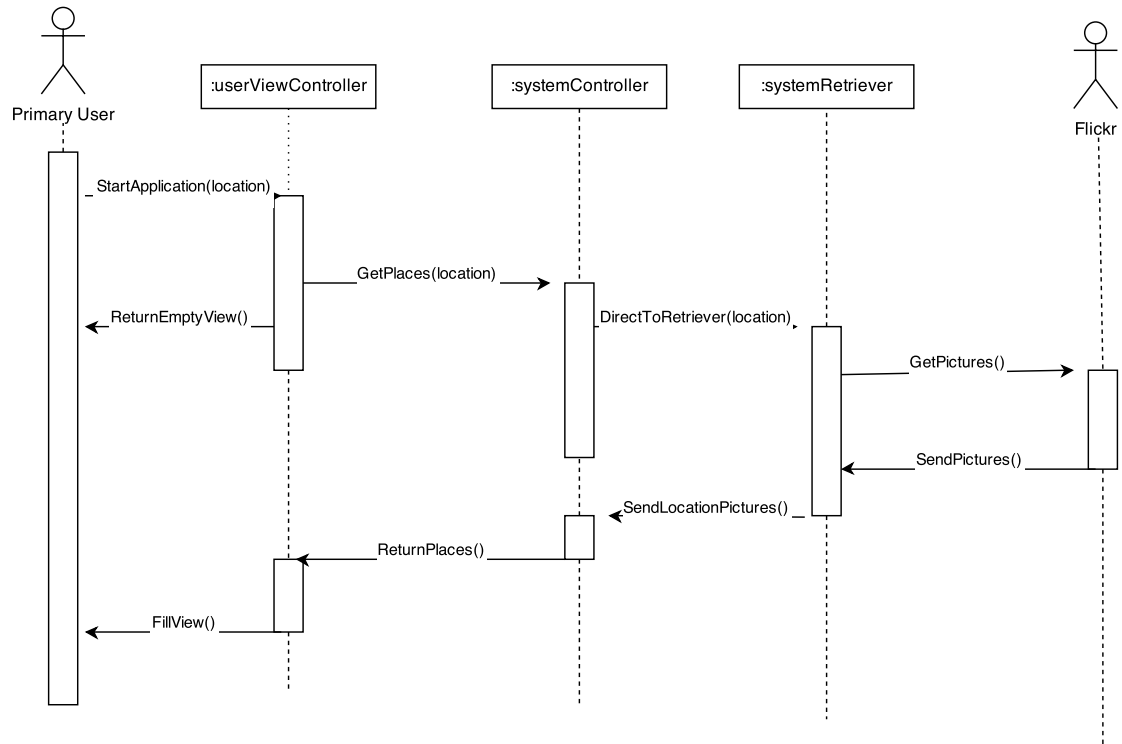 Primary User
:userViewController
:systemController
:systemRetriever
Flickr
StartApplication(location)
GetPlaces(location)
ReturnEmptyView()
DirectToRetriever(location)
GetPictures()
SendPictures()
SendLocationPictures()
ReturnPlaces()
FillView()